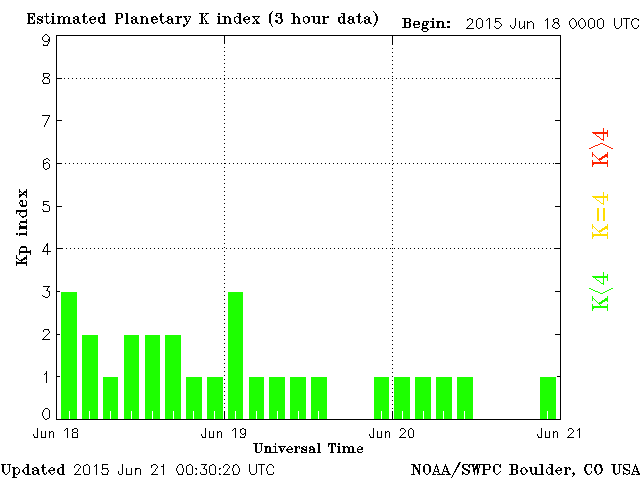 Estimated Planetary K index (3 hour data) Begin: 2015 Jun 18 0000 UTC
9
8
7
6
5
4
3
2
1
0
Kp index
K>4
K=4
K<4
Jun 18 Jun 19 Jun 20 Jun 21
Universal Time
Updated 2015 Jun 21 00:30:20 UTC NOAA/SWPC Boulder, CO USA